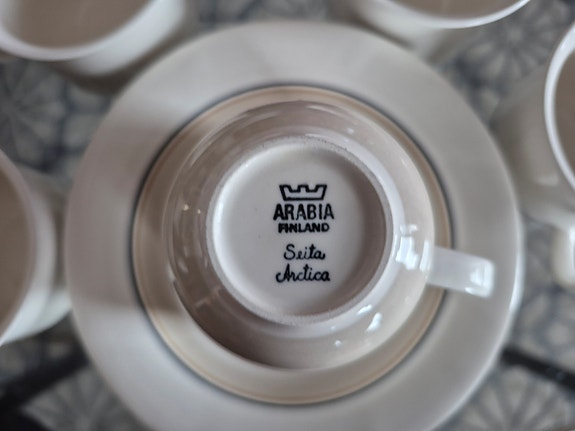 ARABIA
FINLAND
Seita
Arctica